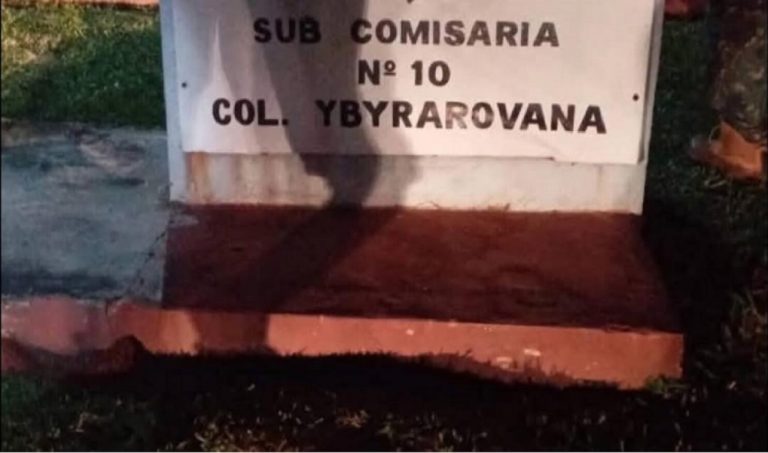 SUB COMISARIA
Nº 10
COL. YBYRAROVANA